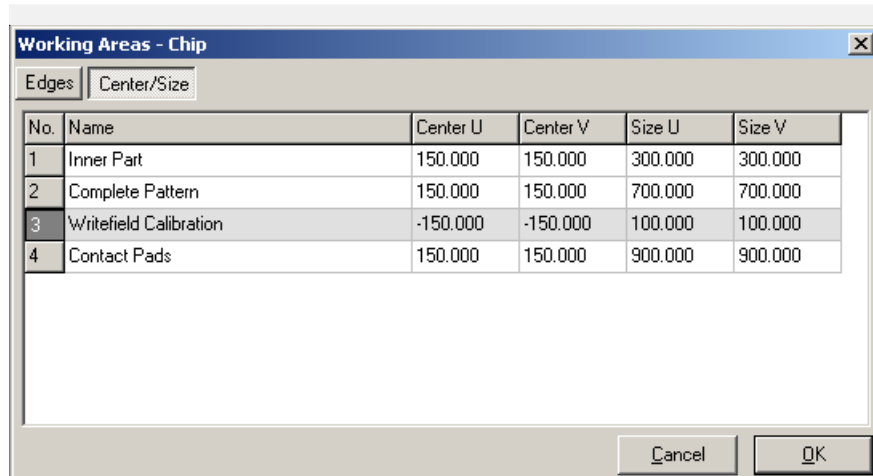 Working Areas - Chip
Edges Center/Size
No. Name Center U Center V Size U Size V
1 Inner Part 150.000 150.000 300.000 300.000
2 Complete Pattern 150.000 150.000 700.000 700.000
3 Writefield Calibration -150.000 -150.000 100.000 100.000
4 Contact Pads 150.000 150.000 900.000 900.000
Cancel OK